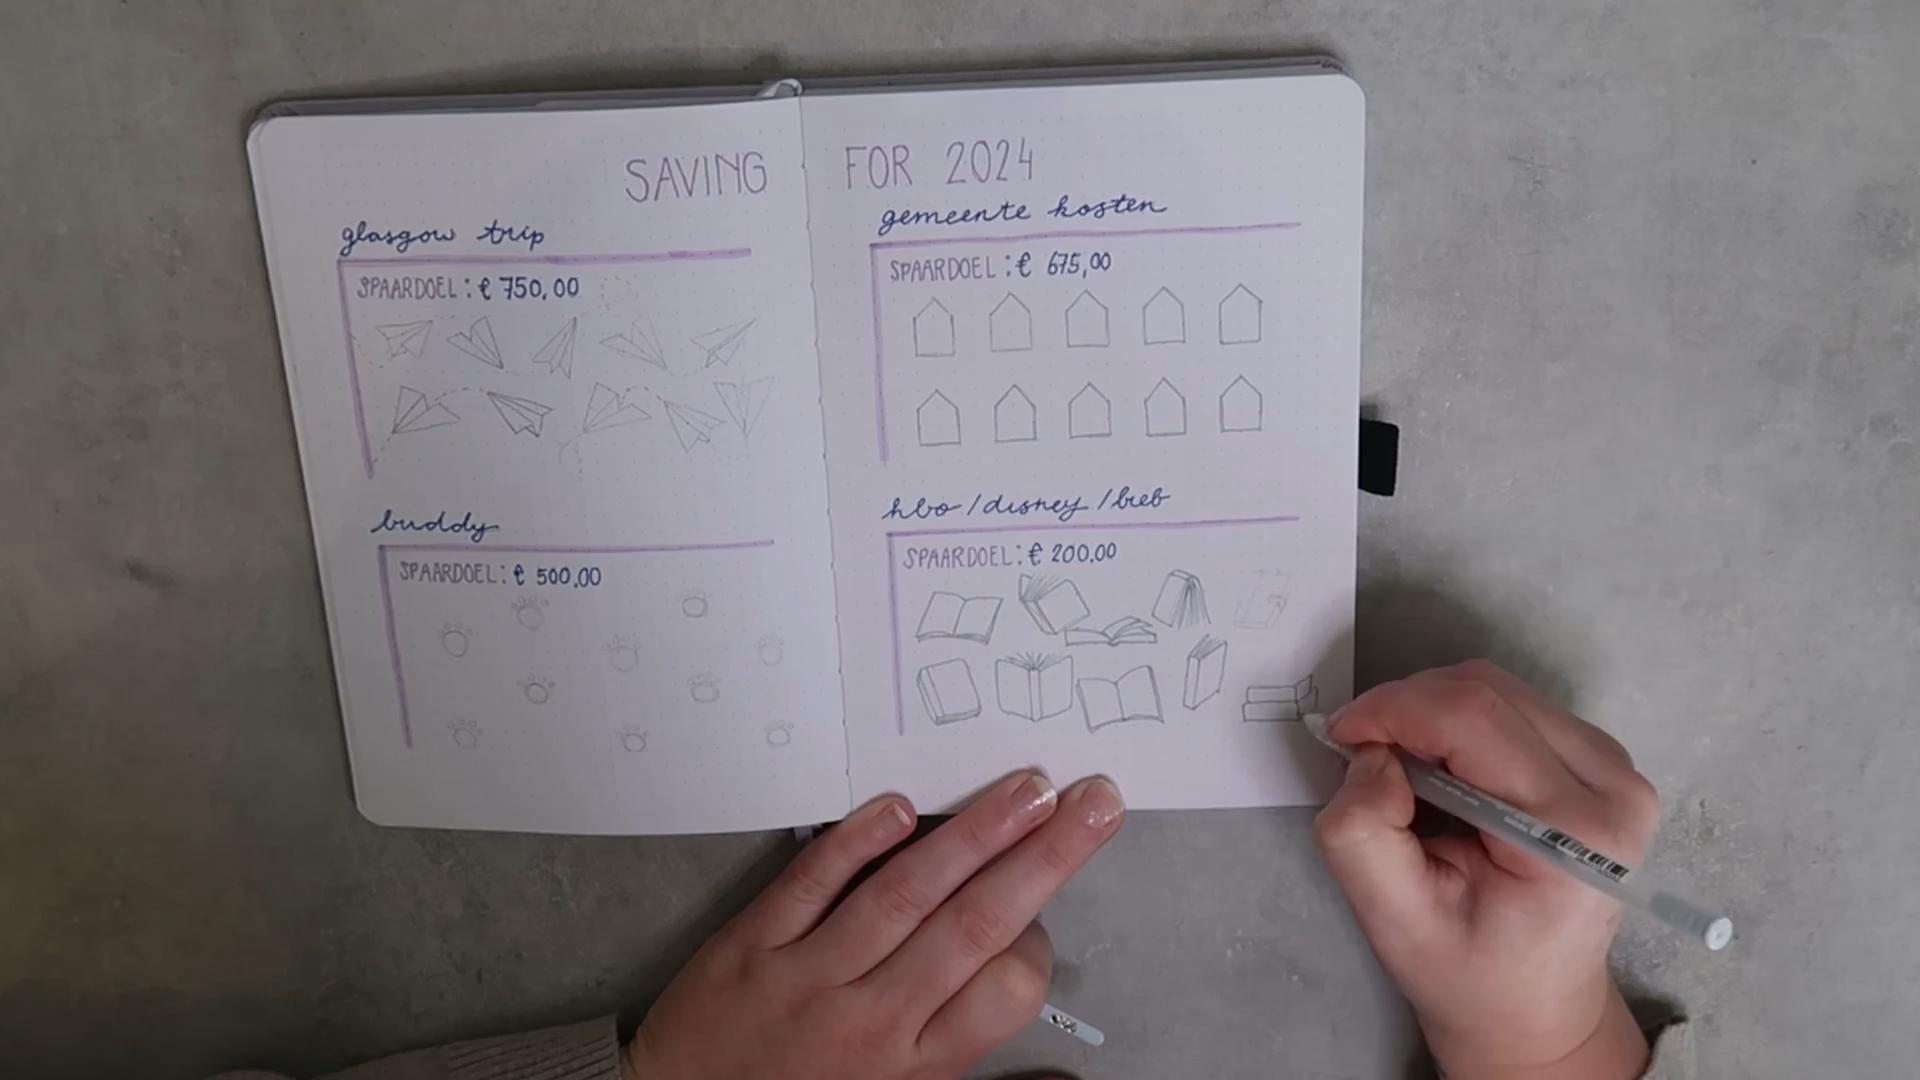 SAVING FOR 2024
glasgow trip
SPAARDOEL: € 750,00
buddy
SPAARDOEL: € 500,00
gemeente kosten
SPAARDOEL: € 675,00
hbo / disney / bieb
SPAARDOEL: € 200,00